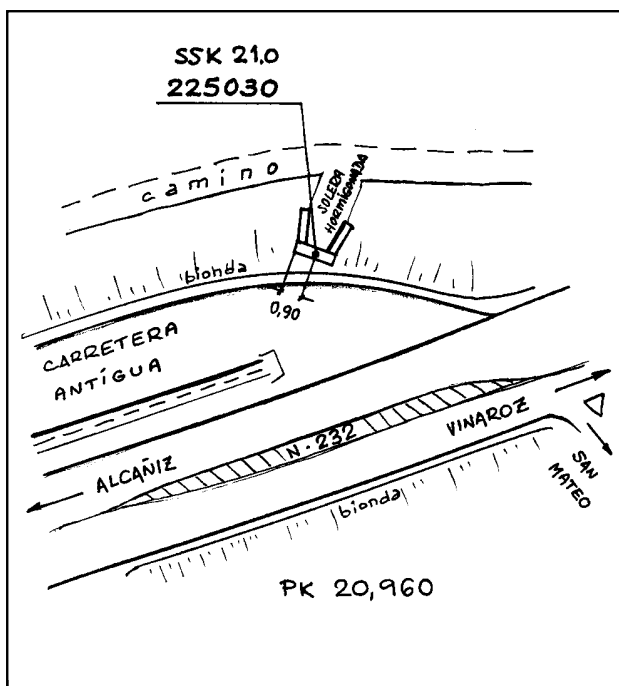 SSK 21,0
225030
camino
SOLERA
HORMIGONADA
bionda
0,90
CARRETERA
ANTÍGUA
N-232
VINAROZ
ALCAÑIZ
SAN
MATEO
bionda
PK 20,960